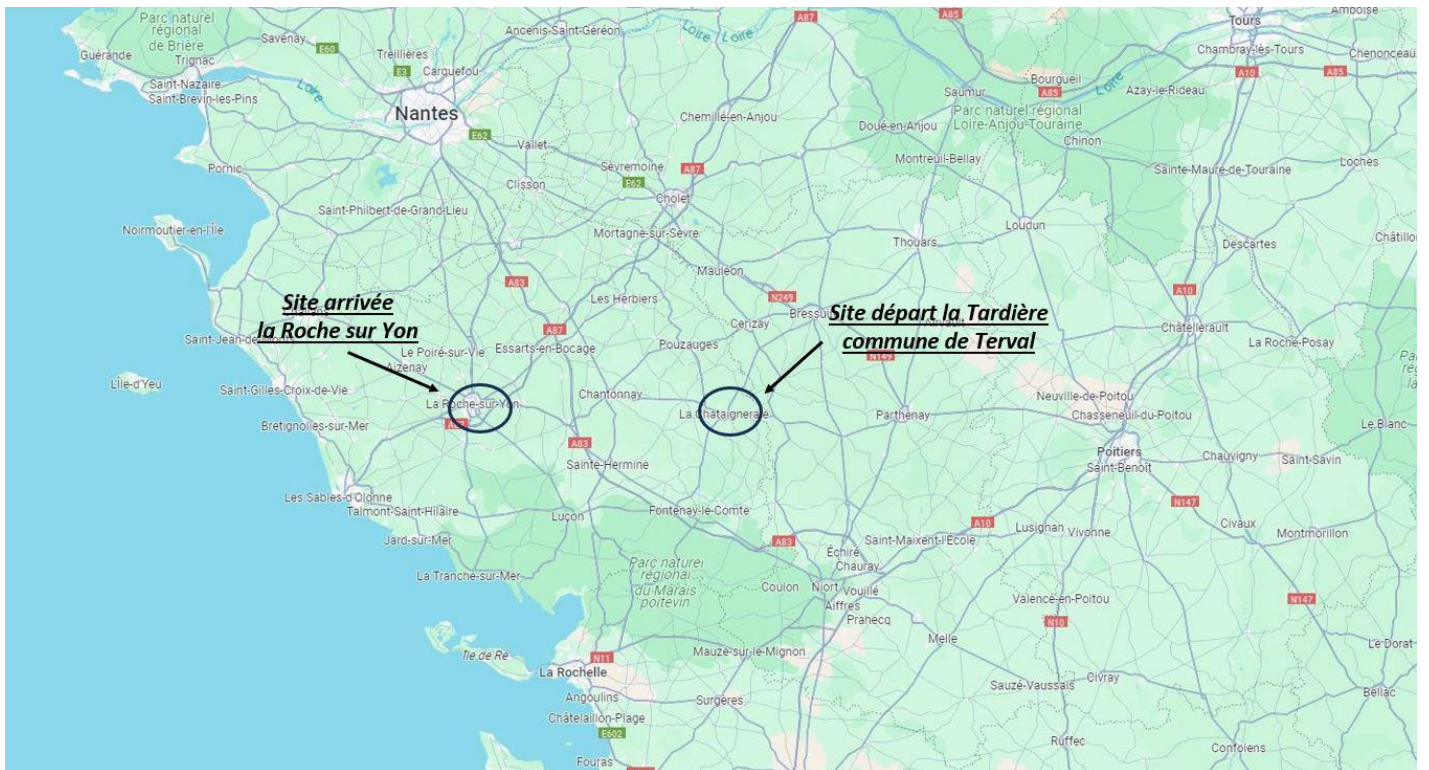 Parc naturel
régional
de Brière
Savenay
E60
Ancenis-Saint-Géréon
Loire
Loire
A87
A85
Tours
Amboise
Guérande
Trignac
Treillières
E3
Carquefou
Chambray-lès-Tours
Chenonceau
Saint-Nazaire
Saint-Brevin-les-Pins
Loire
Nantes
E62
Chemillé-en-Anjou
Saumur
Bourgueil
A85
Loire
Azay-le-Rideau
A10
A85
Parc naturel régional
Loire-Anjou-Touraine
Doué-en-Anjou
Chinon
Vallet
Montreuil-Bellay
Pornic
Clisson
Sèvremoine
E62
A87
Sainte-Maure-de-Touraine
Loches
Cholet
Saint-Philbert-de-Grand-Lieu
Noirmoutier-en-l'Île
Mortagne-sur-Sèvre
Thouars
Loudun
Descartes
Châtillon
Mauléon
A83
Les Herbiers
N249
A10
Site arrivée
la Roche sur Yon
Bressuire
Site départ la Tardière
commune de Terval
Cerizay
A87
Châtellerault
Saint-Jean-de-Monts
Le Poiré-sur-Vie
Essarts-en-Bocage
Pouzauges
N149
La Roche-Posay
Aizenay
L'Île-d'Yeu
Saint-Gilles-Croix-de-Vie
La Roche-sur-Yon
Chantonnay
La Châtaigneraie
Parthenay
Neuville-de-Poitou
Chasseneuil-du-Poitou
Bretignolles-sur-Mer
A87
A83
Le Blanc
Poitiers
Saint-Benoît
Chauvigny
Saint-Savin
Sainte-Hermine
Les Sables-d'Olonne
Talmont-Saint-Hilaire
Luçon
Fontenay-le-Comte
N147
A10
Lusignan
Vivonne
Civaux
Montmorillon
Jard-sur-Mer
A83
Saint-Maixent-l'École
Échiré
Chauray
La Tranche-sur-Mer
Parc naturel
régional
du Marais
poitevin
Coulon
Niort
Vouillé
Aiffres
Prahecq
Valence-en-Poitou
N147
N10
Melle
Île de Ré
N11
Mauzé-sur-le-Mignon
Le Dorat
La Rochelle
Angoulins
Surgères
Sauzé-Vaussais
Civray
Bellac
Châtelaillon-Plage
E602
Fouras
Ruffec
Confolens